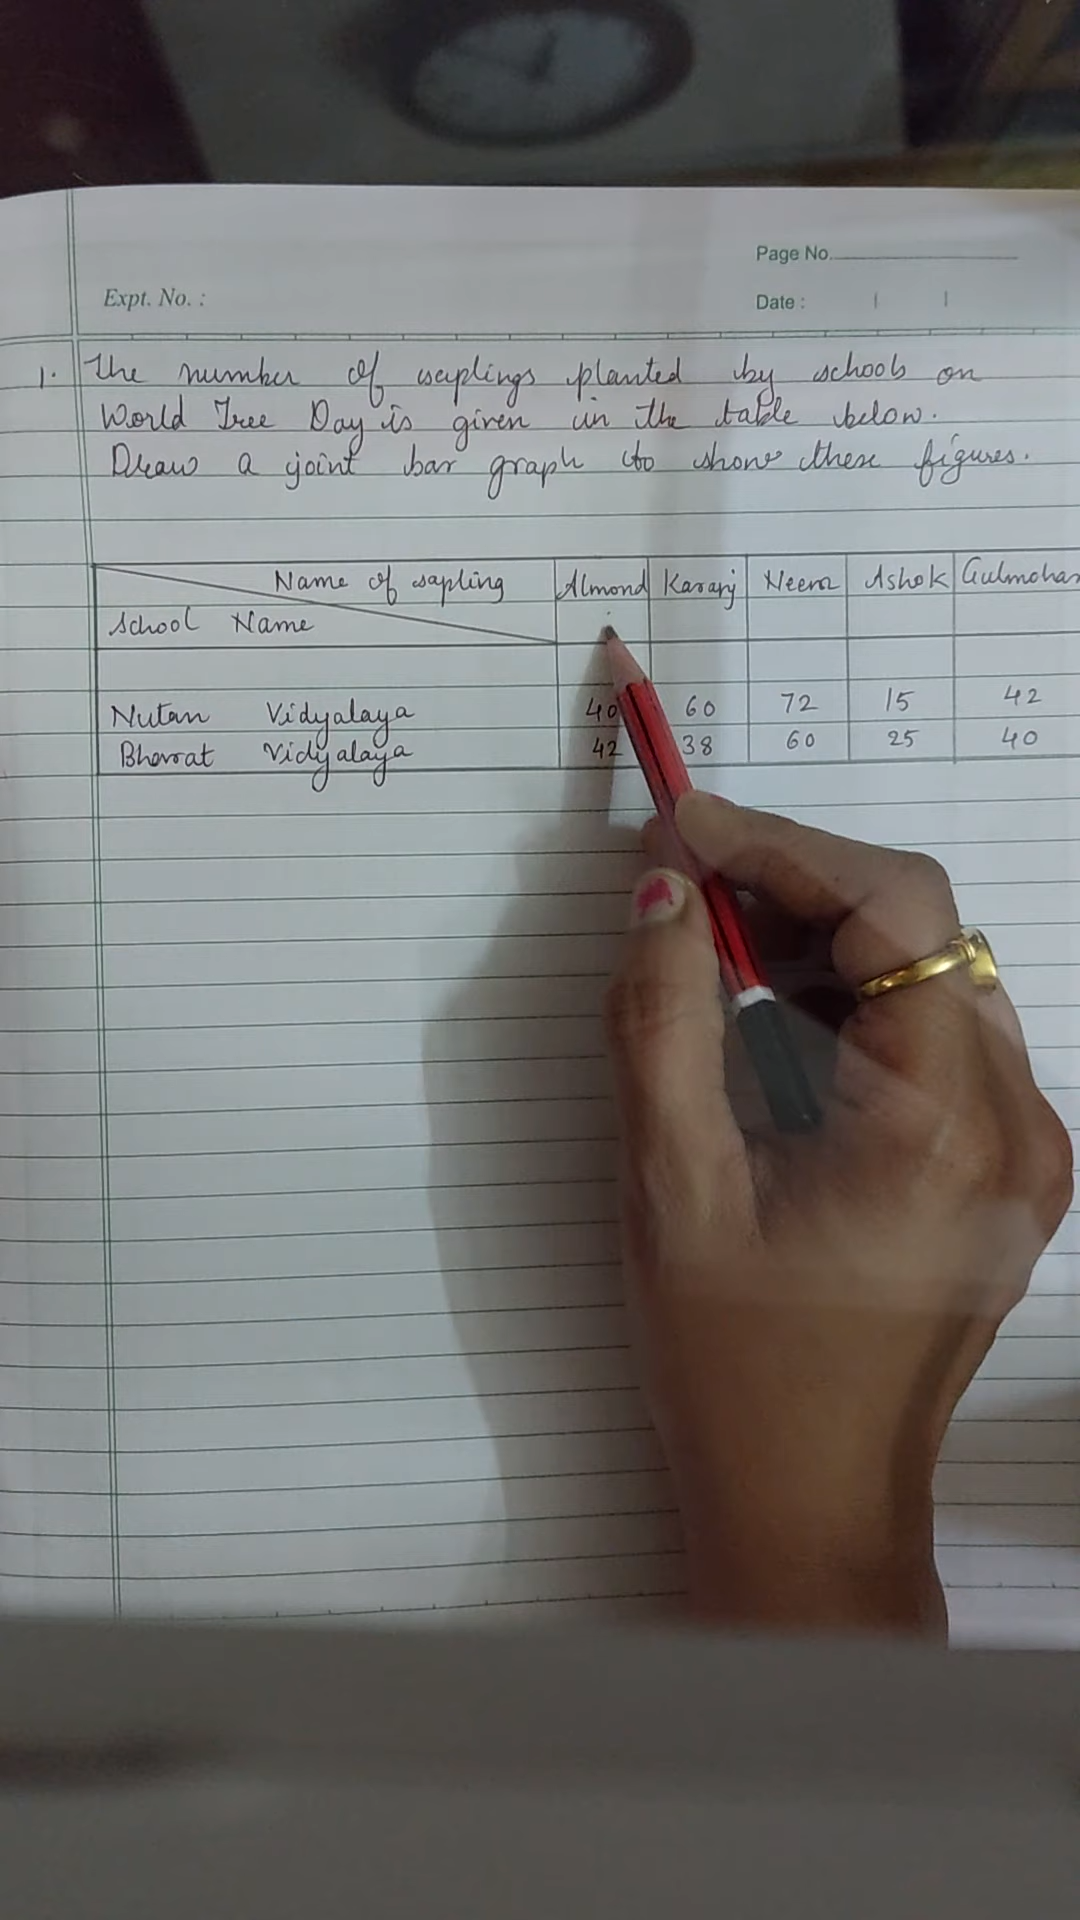 Page No.
Expt. No. :
Date :
1. The number of saplings planted by schools on
World Tree Day is given in the table below.
Draw a joint bar graph to show these figures.
Name of sapling Almond Karanj Neem Ashok Gulmohar
School Name
Nutan Vidyalaya 40 60 72 15 42
Bharat Vidyalaya 42 38 60 25 40